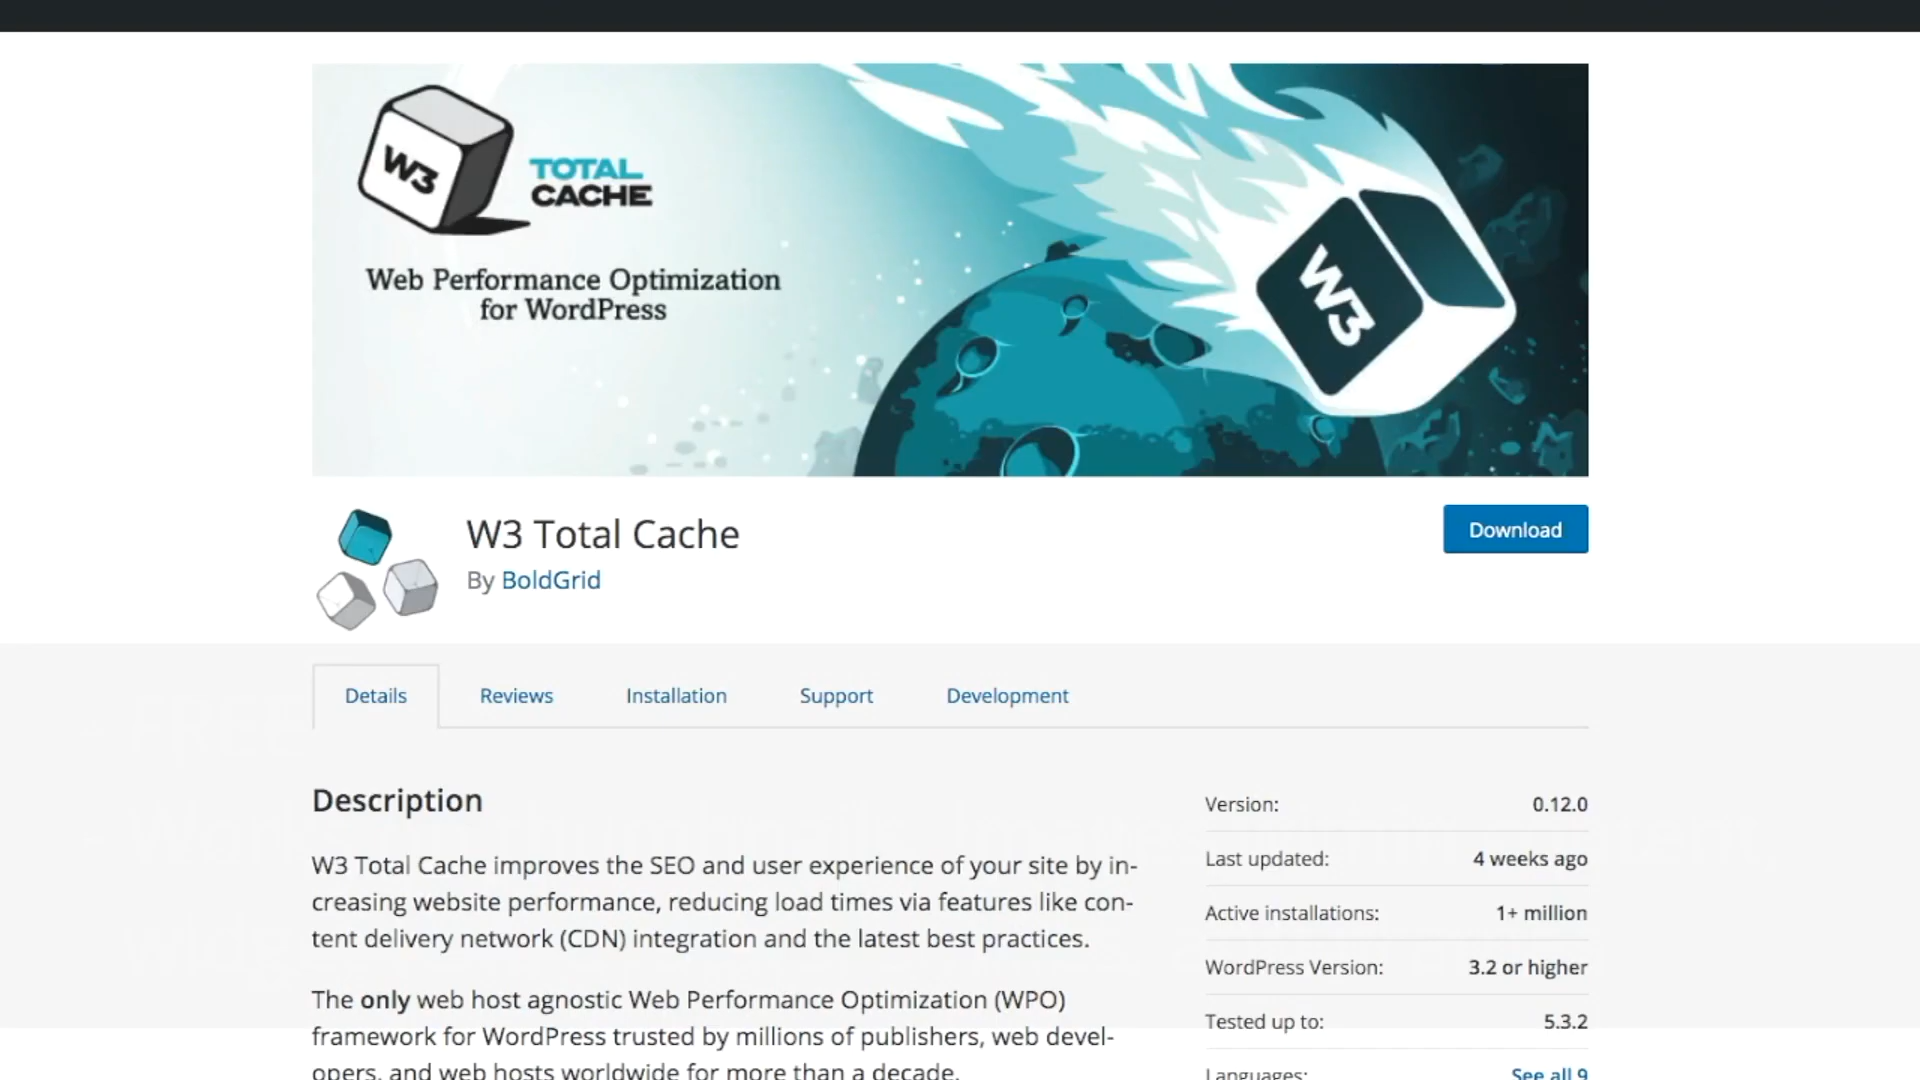 W3
TOTAL
CACHE
Web Performance Optimization
for WordPress
W3
W3 Total Cache
By BoldGrid
Download
Details
Reviews
Installation
Support
Development
FREE
Description
W3 Total Cache improves the SEO and user experience of your site by in-
creasing website performance, reducing load times via features like con-
tent delivery network (CDN) integration and the latest best practices.
The only web host agnostic Web Performance Optimization (WPO)
framework for WordPress trusted by millions of publishers, web devel-
opers, and web hosts worldwide for more than a decade.
Version: 0.12.0
Last updated: 4 weeks ago
Active installations: 1+ million
WordPress Version: 3.2 or higher
Tested up to: 5.3.2
Languages: See all 9